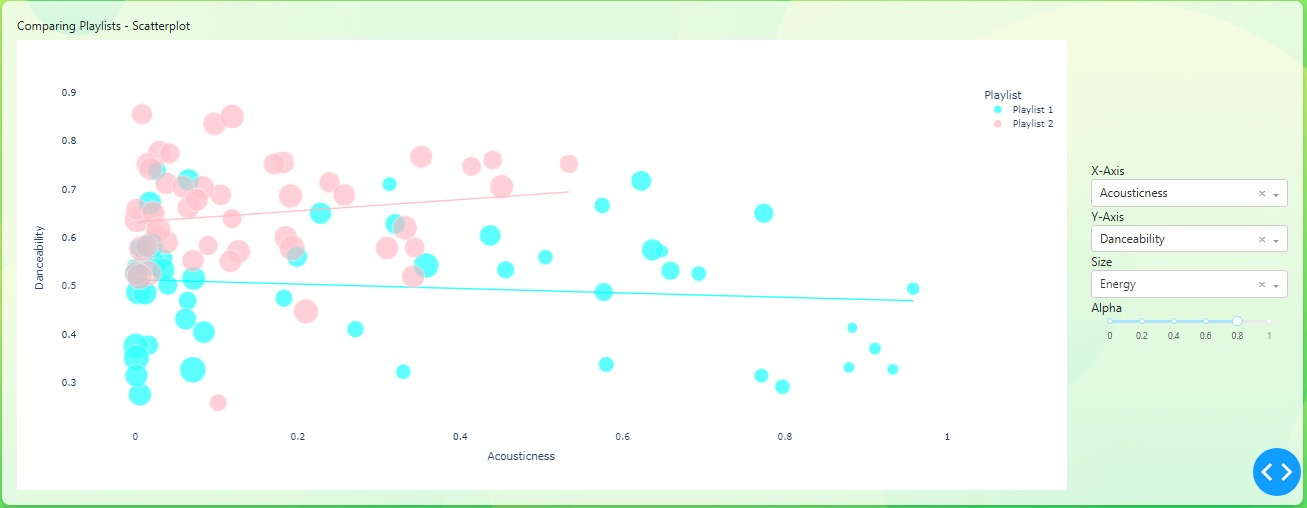 Comparing Playlists - Scatterplot
Playlist
Playlist 1
Playlist 2
Danceability
0.9
0.8
0.7
0.6
0.5
0.4
0.3
0 0.2 0.4 0.6 0.8 1
Acousticness
X-Axis
Acousticness × 
Y-Axis
Danceability ×
Size
Energy ×
Alpha
0 0.2 0.4 0.6 0.8 1